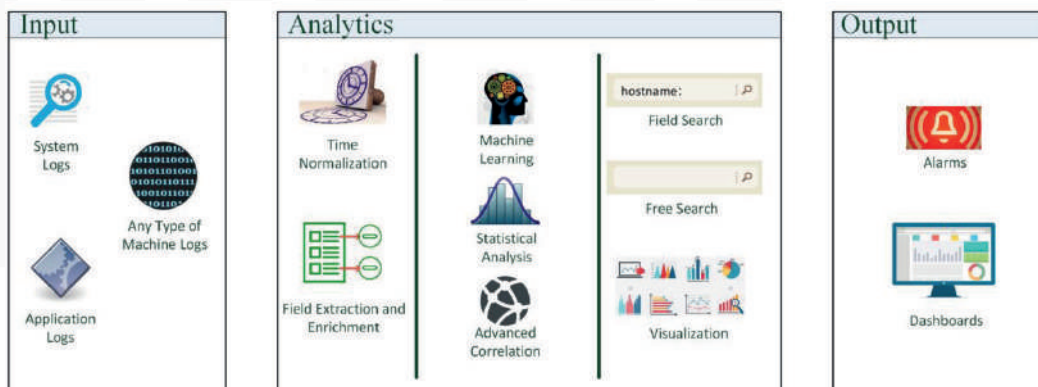 Input
System
Logs
Any Type of
Machine Logs
Application
Logs
Analytics
Time
Normalization
Field Extraction and
Enrichment
Machine
Learning
Statistical
Analysis
Advanced
Correlation
hostname:
Field Search
Free Search
Visualization
Output
Alarms
Dashboards